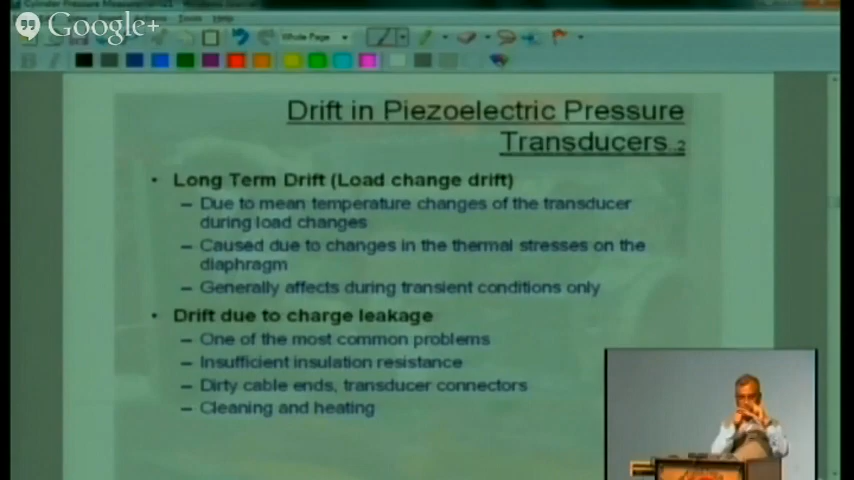 Google+
Whole Page
Drift in Piezoelectric Pressure
Transducers ..2
• Long Term Drift (Load change drift)
– Due to mean temperature changes of the transducer
during load changes
– Caused due to changes in the thermal stresses on the
diaphragm
– Generally affects during transient conditions only
• Drift due to charge leakage
– One of the most common problems
– Insufficient insulation resistance
– Dirty cable ends, transducer connectors
– Cleaning and heating